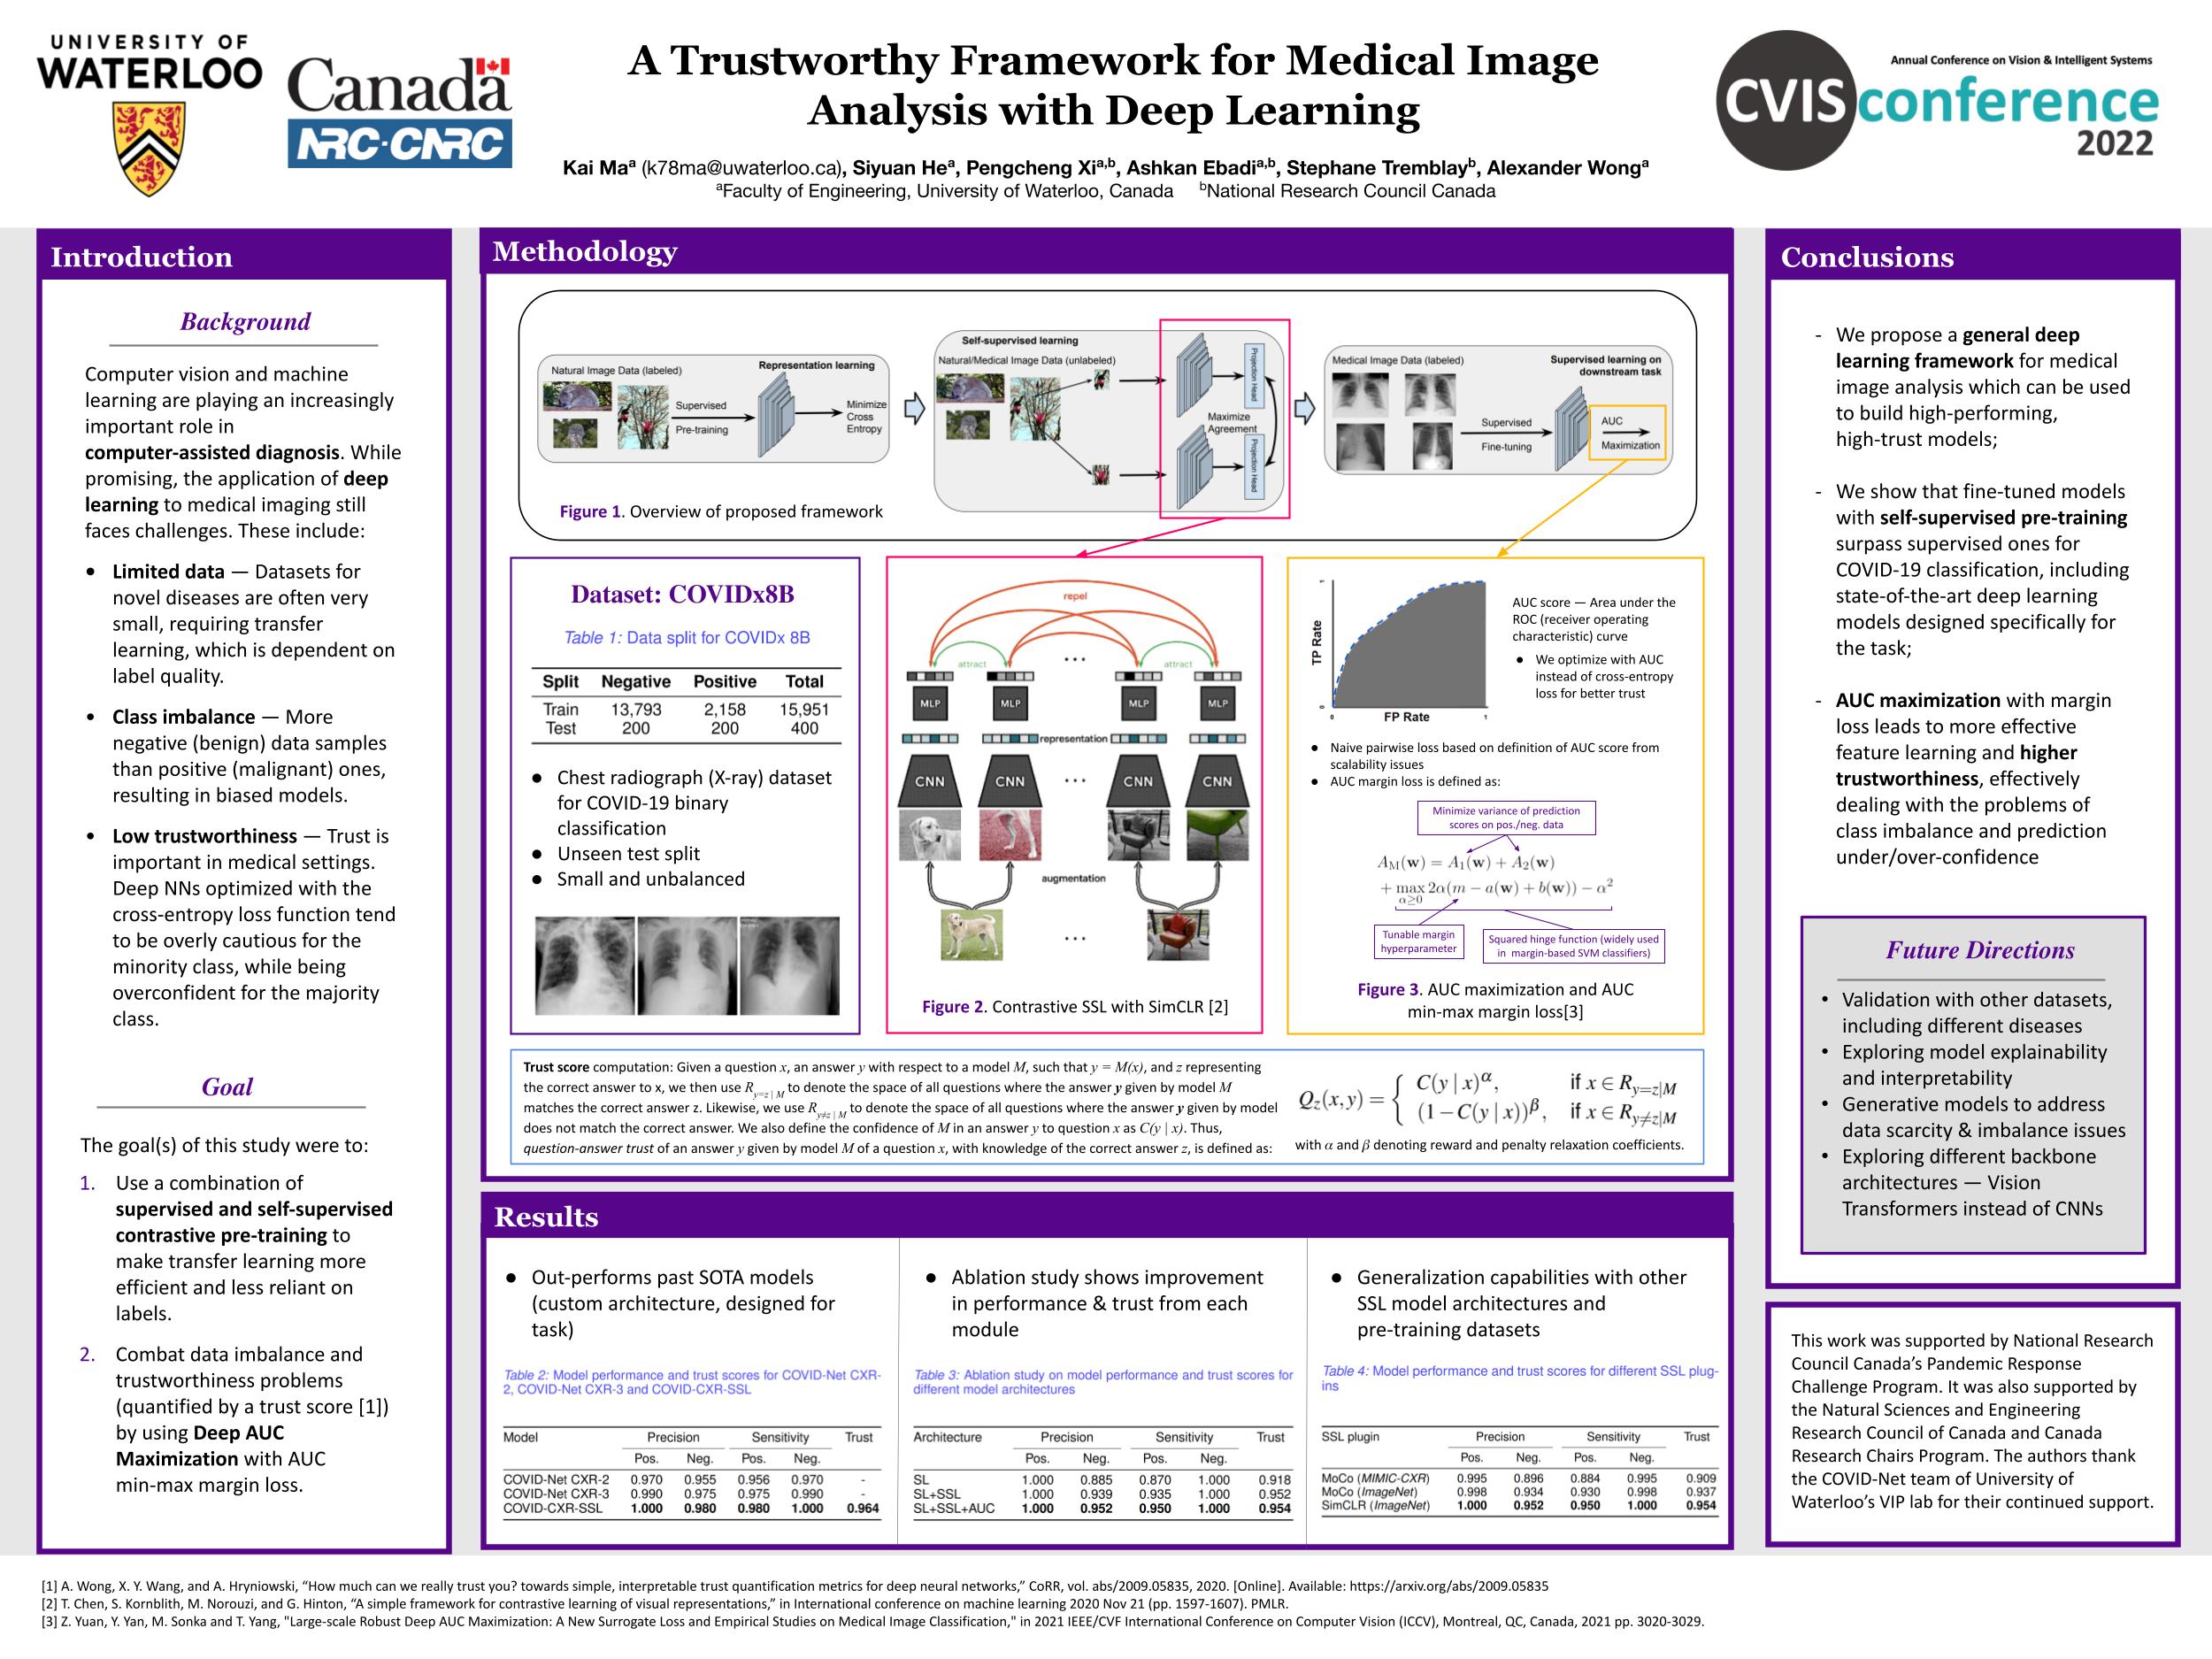 UNIVERSITY OF
WATERLOO
Canada
NRC·CNRC
A Trustworthy Framework for Medical Image
Analysis with Deep Learning
Kai Maᵃ (k78ma@uwaterloo.ca), Siyuan Heᵃ, Pengcheng Xiᵃ,ᵇ, Ashkan Ebadiᵃ,ᵇ, Stephane Tremblayᵇ, Alexander Wongᵃ
ᵃFaculty of Engineering, University of Waterloo, Canada ᵇNational Research Council Canada
Annual Conference on Vision & Intelligent Systems
CVIS conference
2022
Introduction
Background
Computer vision and machine
learning are playing an increasingly
important role in
computer-assisted diagnosis. While
promising, the application of deep
learning to medical imaging still
faces challenges. These include:
• Limited data — Datasets for
novel diseases are often very
small, requiring transfer
learning, which is dependent on
label quality.
• Class imbalance — More
negative (benign) data samples
than positive (malignant) ones,
resulting in biased models.
• Low trustworthiness — Trust is
important in medical settings.
Deep NNs optimized with the
cross-entropy loss function tend
to be overly cautious for the
minority class, while being
overconfident for the majority
class.
Goal
The goal(s) of this study were to:
1. Use a combination of
supervised and self-supervised
contrastive pre-training to
make transfer learning more
efficient and less reliant on
labels.
2. Combat data imbalance and
trustworthiness problems
(quantified by a trust score [1])
by using Deep AUC
Maximization with AUC
min-max margin loss.
Methodology
Natural Image Data (labeled)
Representation learning
Supervised
Pre-training
Minimize
Cross
Entropy
Self-supervised learning
Natural/Medical Image Data (unlabeled)
Projection Head
Maximize
Agreement
Projection Head
Medical Image Data (labeled)
Supervised learning on
downstream task
Supervised
Fine-tuning
AUC
Maximization
Figure 1. Overview of proposed framework
Dataset: COVIDx8B
Table 1: Data split for COVIDx 8B
Split Negative Positive Total
Train 13,793 2,158 15,951
Test 200 200 400
● Chest radiograph (X-ray) dataset
for COVID-19 binary
classification
● Unseen test split
● Small and unbalanced
repel
attract ... attract
MLP MLP MLP MLP
representation
CNN CNN ... CNN CNN
augmentation
...
Figure 2. Contrastive SSL with SimCLR [2]
TP Rate
1
0
0 FP Rate 1
AUC score — Area under the
ROC (receiver operating
characteristic) curve
● We optimize with AUC
instead of cross-entropy
loss for better trust
● Naive pairwise loss based on definition of AUC score from
scalability issues
● AUC margin loss is defined as:
Minimize variance of prediction
scores on pos./neg. data
A_M(w) = A₁(w) + A₂(w)
+ max 2α(m − a(w) + b(w)) − α²
α≥0
Tunable margin
hyperparameter
Squared hinge function (widely used
in margin-based SVM classifiers)
Figure 3. AUC maximization and AUC
min-max margin loss[3]
Trust score computation: Given a question x, an answer y with respect to a model M, such that y = M(x), and z representing
the correct answer to x, we then use R_y=z | M to denote the space of all questions where the answer y given by model M
matches the correct answer z. Likewise, we use R_y≠z | M to denote the space of all questions where the answer y given by model
does not match the correct answer. We also define the confidence of M in an answer y to question x as C(y | x). Thus,
question-answer trust of an answer y given by model M of a question x, with knowledge of the correct answer z, is defined as:
Q_z(x,y) = { C(y | x)^α, if x ∈ R_y=z|M
(1 − C(y | x))^β, if x ∈ R_y≠z|M
with α and β denoting reward and penalty relaxation coefficients.
Results
● Out-performs past SOTA models
(custom architecture, designed for
task)
Table 2: Model performance and trust scores for COVID-Net CXR-
2, COVID-Net CXR-3 and COVID-CXR-SSL
Model Precision Sensitivity Trust
Pos. Neg. Pos. Neg.
COVID-Net CXR-2 0.970 0.955 0.956 0.970 -
COVID-Net CXR-3 0.990 0.975 0.975 0.990 -
COVID-CXR-SSL 1.000 0.980 0.980 1.000 0.964
● Ablation study shows improvement
in performance & trust from each
module
Table 3: Ablation study on model performance and trust scores for
different model architectures
Architecture Precision Sensitivity Trust
Pos. Neg. Pos. Neg.
SL 1.000 0.885 0.870 1.000 0.918
SL+SSL 1.000 0.939 0.935 1.000 0.952
SL+SSL+AUC 1.000 0.952 0.950 1.000 0.954
● Generalization capabilities with other
SSL model architectures and
pre-training datasets
Table 4: Model performance and trust scores for different SSL plug-
ins
SSL plugin Precision Sensitivity Trust
Pos. Neg. Pos. Neg.
MoCo (MIMIC-CXR) 0.995 0.896 0.884 0.995 0.909
MoCo (ImageNet) 0.998 0.934 0.930 0.998 0.937
SimCLR (ImageNet) 1.000 0.952 0.950 1.000 0.954
Conclusions
- We propose a general deep
learning framework for medical
image analysis which can be used
to build high-performing,
high-trust models;
- We show that fine-tuned models
with self-supervised pre-training
surpass supervised ones for
COVID-19 classification, including
state-of-the-art deep learning
models designed specifically for
the task;
- AUC maximization with margin
loss leads to more effective
feature learning and higher
trustworthiness, effectively
dealing with the problems of
class imbalance and prediction
under/over-confidence
Future Directions
• Validation with other datasets,
including different diseases
• Exploring model explainability
and interpretability
• Generative models to address
data scarcity & imbalance issues
• Exploring different backbone
architectures — Vision
Transformers instead of CNNs
This work was supported by National Research
Council Canada’s Pandemic Response
Challenge Program. It was also supported by
the Natural Sciences and Engineering
Research Council of Canada and Canada
Research Chairs Program. The authors thank
the COVID-Net team of University of
Waterloo’s VIP lab for their continued support.
[1] A. Wong, X. Y. Wang, and A. Hryniowski, “How much can we really trust you? towards simple, interpretable trust quantification metrics for deep neural networks,” CoRR, vol. abs/2009.05835, 2020. [Online]. Available: https://arxiv.org/abs/2009.05835
[2] T. Chen, S. Kornblith, M. Norouzi, and G. Hinton, “A simple framework for contrastive learning of visual representations,” in International conference on machine learning 2020 Nov 21 (pp. 1597-1607). PMLR.
[3] Z. Yuan, Y. Yan, M. Sonka and T. Yang, "Large-scale Robust Deep AUC Maximization: A New Surrogate Loss and Empirical Studies on Medical Image Classification," in 2021 IEEE/CVF International Conference on Computer Vision (ICCV), Montreal, QC, Canada, 2021 pp. 3020-3029.